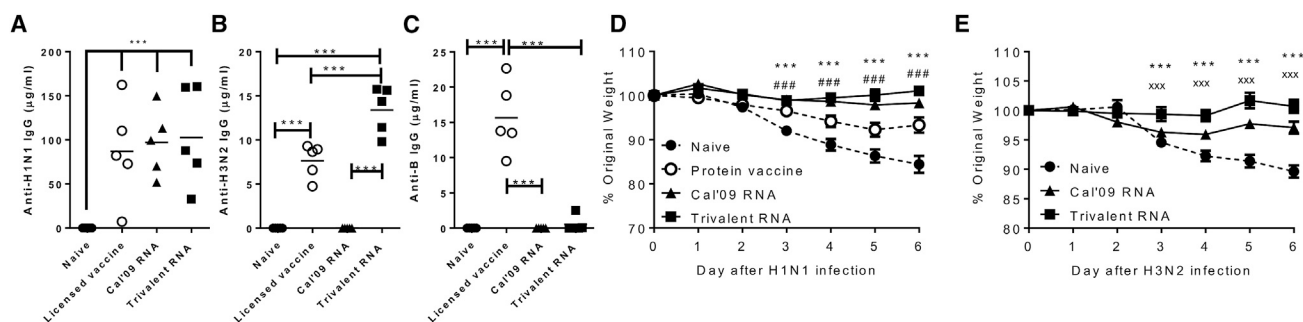 A
Anti-H1N1 IgG (μg/ml)
200
150
100
50
0
***
Naive
Licensed vaccine
Cal'09 RNA
Trivalent RNA
B
Anti-H3N2 IgG (μg/ml)
20
15
10
5
0
***
***
***
***
Naive
Licensed vaccine
Cal'09 RNA
Trivalent RNA
C
Anti-B IgG (μg/ml)
25
20
15
10
5
0
*** ***
***
Naive
Licensed vaccine
Cal'09 RNA
Trivalent RNA
D
% Original Weight
110
100
90
80
70
*** *** *** ***
### ### ### ###
Naive
Protein vaccine
Cal'09 RNA
Trivalent RNA
0 1 2 3 4 5 6
Day after H1N1 infection
E
% Original Weight
110
105
100
95
90
85
80
*** *** *** ***
xxx xxx xxx xxx
Naive
Cal'09 RNA
Trivalent RNA
0 1 2 3 4 5 6
Day after H3N2 infection